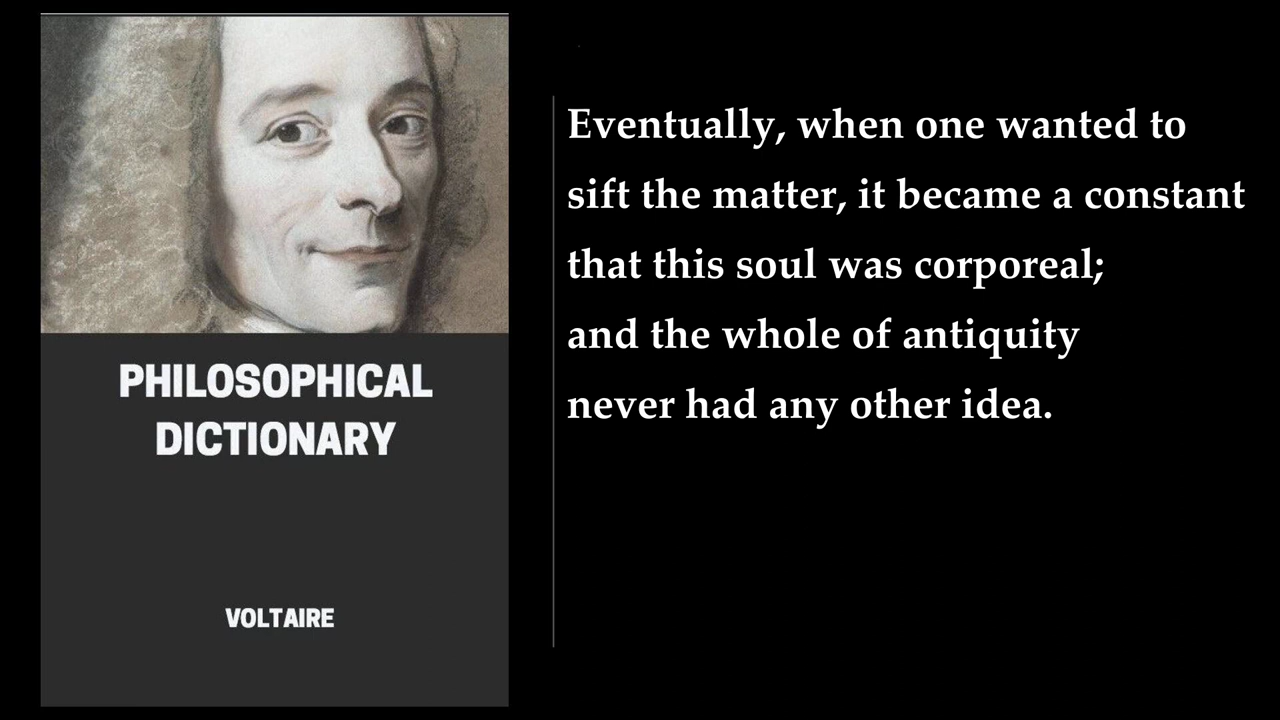 PHILOSOPHICAL
DICTIONARY
VOLTAIRE
Eventually, when one wanted to
sift the matter, it became a constant
that this soul was corporeal;
and the whole of antiquity
never had any other idea.